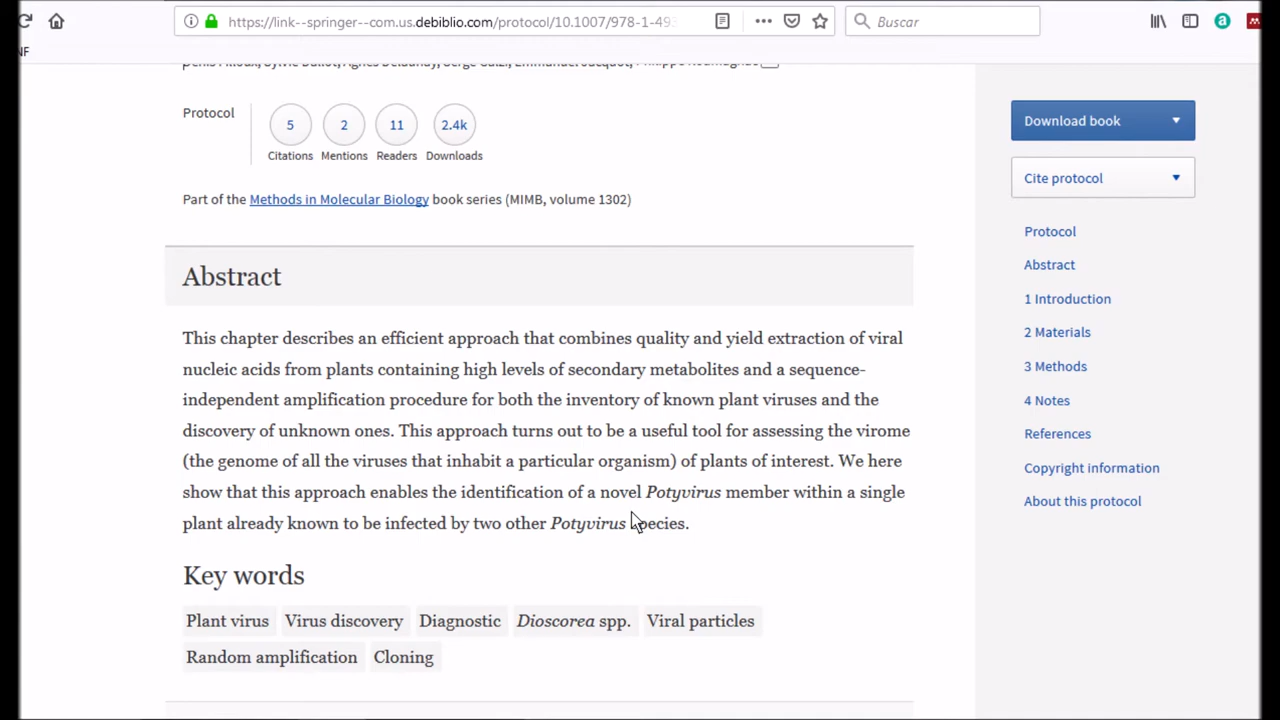 https://link--springer--com.us.debiblio.com/protocol/10.1007/978-1-493
Buscar
NF
Protocol
5
2
11
2.4k
Citations
Mentions
Readers
Downloads
Part of the Methods in Molecular Biology book series (MIMB, volume 1302)
Abstract
This chapter describes an efficient approach that combines quality and yield extraction of viral
nucleic acids from plants containing high levels of secondary metabolites and a sequence-
independent amplification procedure for both the inventory of known plant viruses and the
discovery of unknown ones. This approach turns out to be a useful tool for assessing the virome
(the genome of all the viruses that inhabit a particular organism) of plants of interest. We here
show that this approach enables the identification of a novel Potyvirus member within a single
plant already known to be infected by two other Potyvirus species.
Key words
Plant virus
Virus discovery
Diagnostic
Dioscorea spp.
Viral particles
Random amplification
Cloning
Download book
Cite protocol
Protocol
Abstract
1 Introduction
2 Materials
3 Methods
4 Notes
References
Copyright information
About this protocol